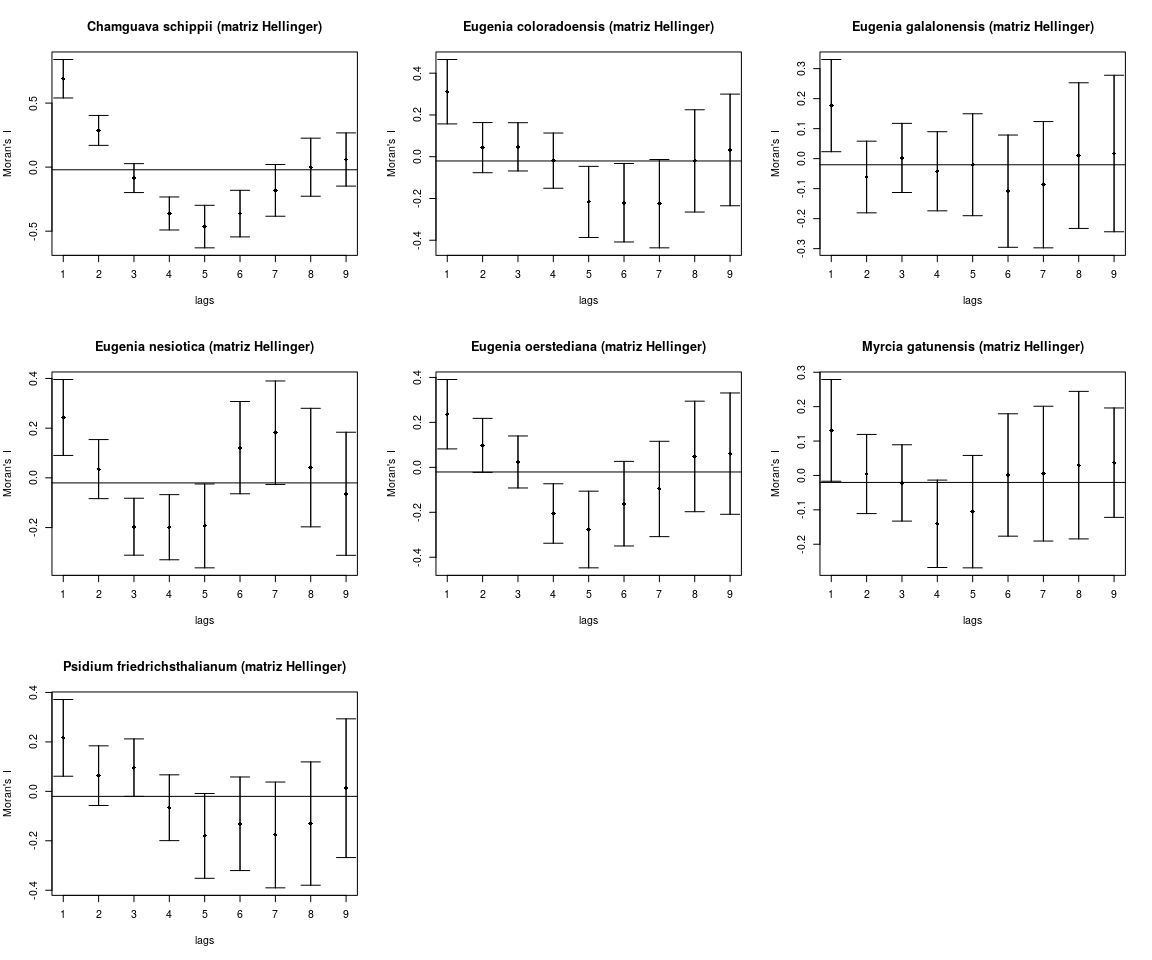 Chamguava schippii (matriz Hellinger)
Moran's I
-0.5 0.0 0.5
1 2 3 4 5 6 7 8 9
lags
Eugenia coloradoensis (matriz Hellinger)
Moran's I
-0.4 -0.2 0.0 0.2 0.4
1 2 3 4 5 6 7 8 9
lags
Eugenia galalonensis (matriz Hellinger)
Moran's I
-0.3 -0.2 -0.1 0.0 0.1 0.2 0.3
1 2 3 4 5 6 7 8 9
lags
Eugenia nesiotica (matriz Hellinger)
Moran's I
-0.2 0.0 0.2 0.4
1 2 3 4 5 6 7 8 9
lags
Eugenia oerstediana (matriz Hellinger)
Moran's I
-0.4 -0.2 0.0 0.2 0.4
1 2 3 4 5 6 7 8 9
lags
Myrcia gatunensis (matriz Hellinger)
Moran's I
-0.2 -0.1 0.0 0.1 0.2 0.3
1 2 3 4 5 6 7 8 9
lags
Psidium friedrichsthalianum (matriz Hellinger)
Moran's I
-0.4 -0.2 0.0 0.2 0.4
1 2 3 4 5 6 7 8 9
lags